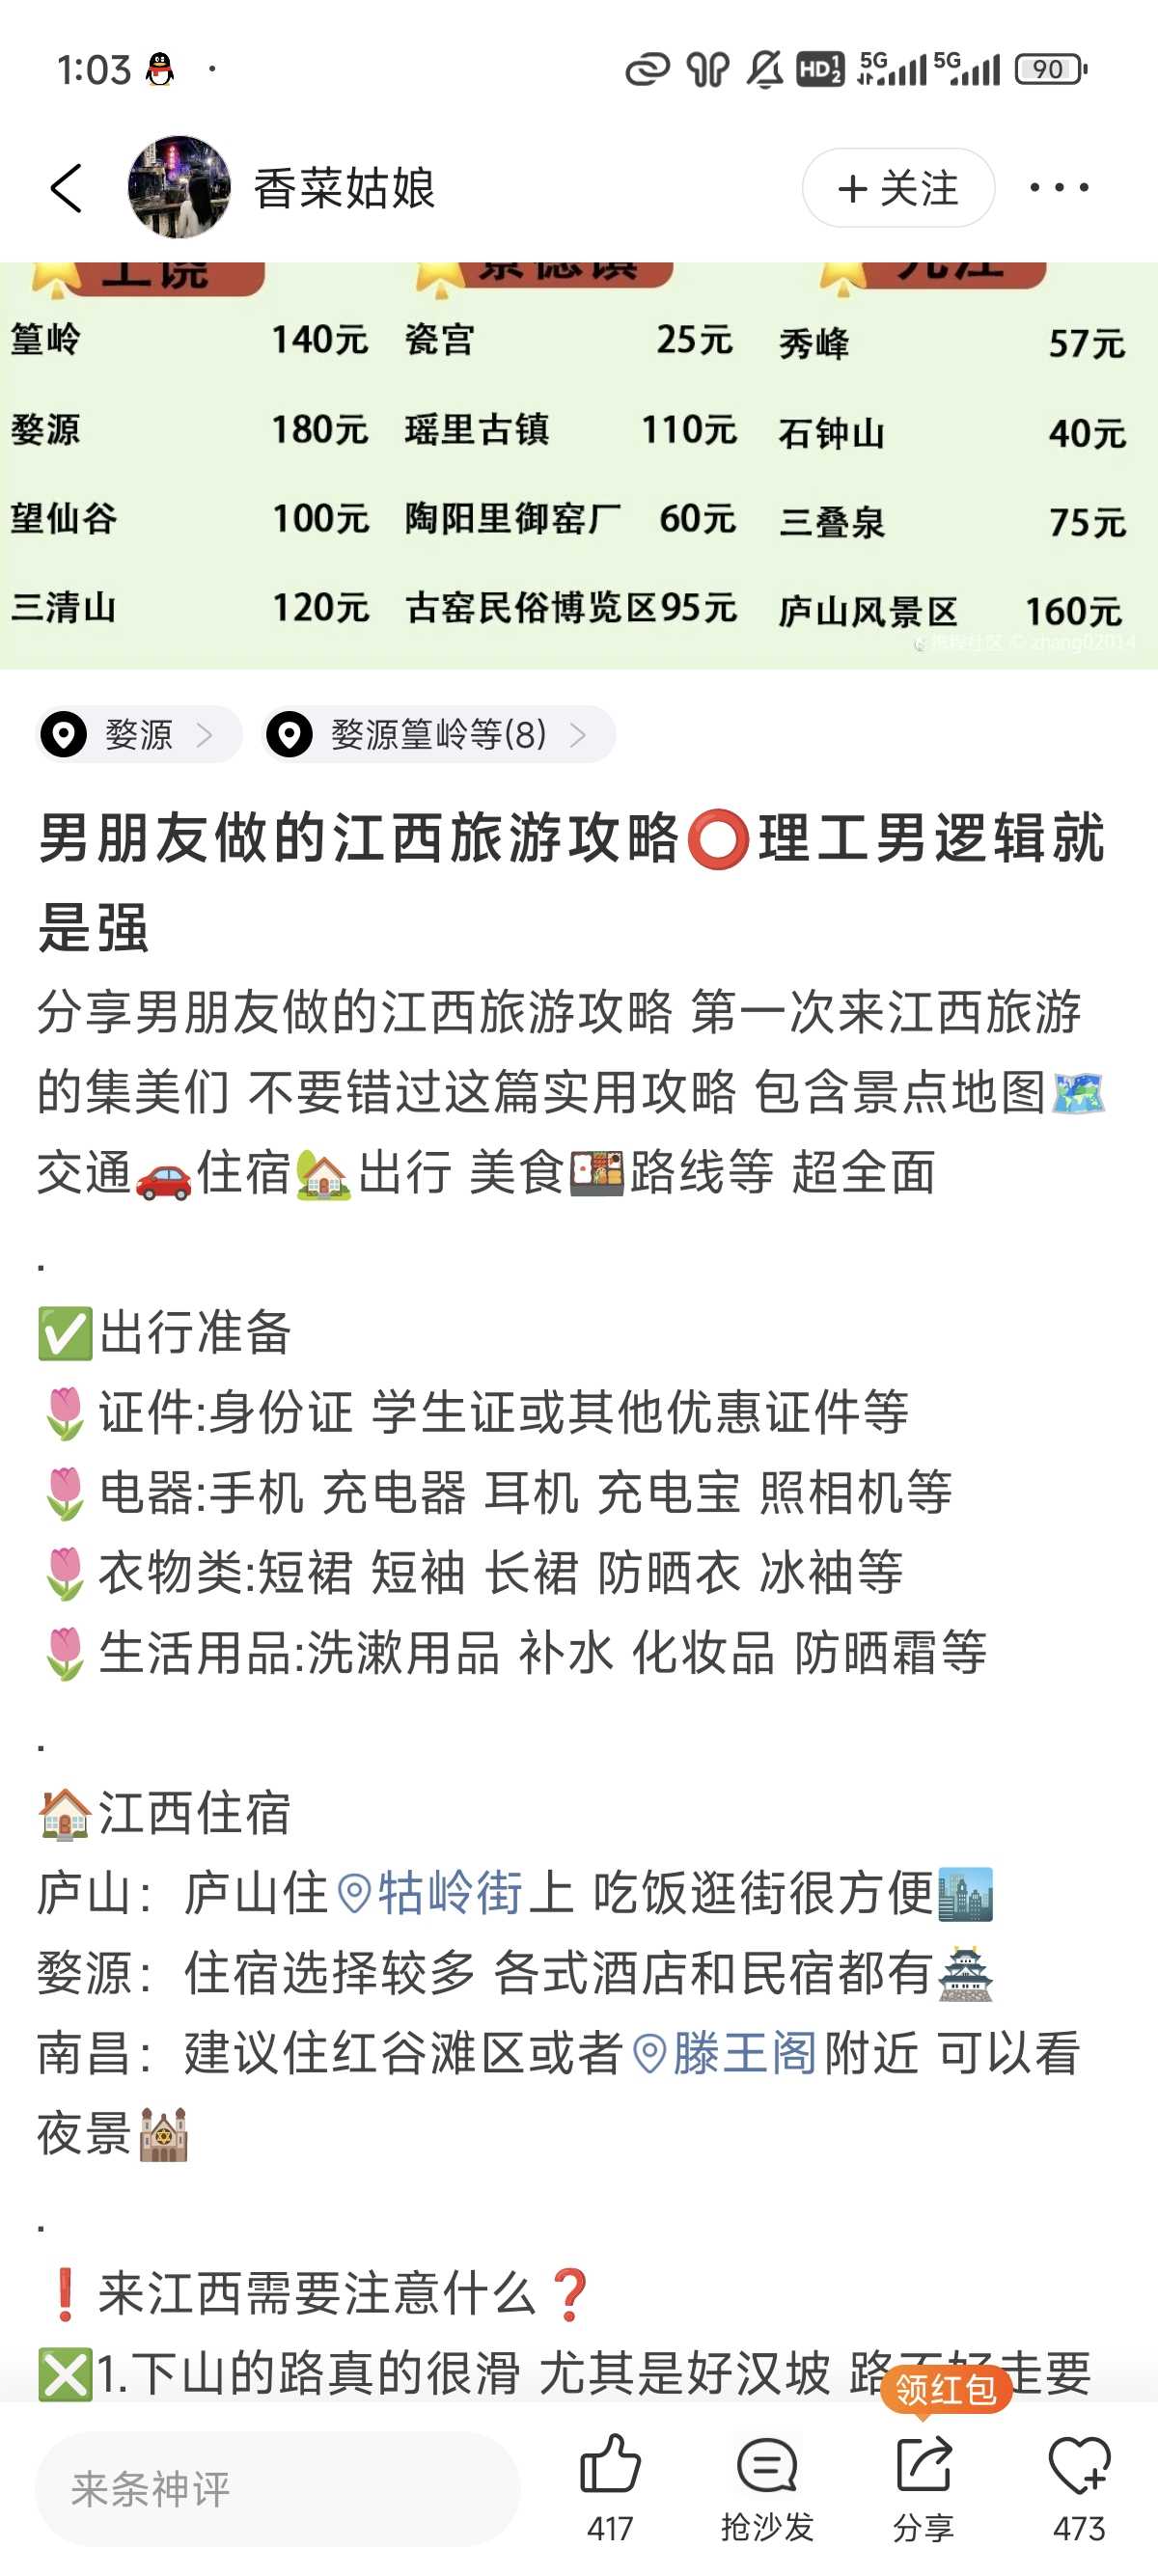 1:03
HD 1 2 5G 5G 90
香菜姑娘
+ 关注
上饶 景德镇 九江
篁岭 140元 瓷宫 25元 秀峰 57元
婺源 180元 瑶里古镇 110元 石钟山 40元
望仙谷 100元 陶阳里御窑厂 60元 三叠泉 75元
三清山 120元 古窑民俗博览区95元 庐山风景区 160元
zhang02014
婺源 > 婺源篁岭等(8) >
男朋友做的江西旅游攻略⭕理工男逻辑就
是强
分享男朋友做的江西旅游攻略 第一次来江西旅游
的集美们 不要错过这篇实用攻略 包含景点地图🗺️
交通🚗住宿🏡出行 美食🍱路线等 超全面
.
✅出行准备
🌷证件:身份证 学生证或其他优惠证件等
🌷电器:手机 充电器 耳机 充电宝 照相机等
🌷衣物类:短裙 短袖 长裙 防晒衣 冰袖等
🌷生活用品:洗漱用品 补水 化妆品 防晒霜等
.
🏠江西住宿
庐山：庐山住牯岭街上 吃饭逛街很方便🏙️
婺源：住宿选择较多 各式酒店和民宿都有🏯
南昌：建议住红谷滩区或者滕王阁附近 可以看
夜景🕍
.
❗来江西需要注意什么❓
❎1.下山的路真的很滑 尤其是好汉坡 路不好走要
领红包
来条神评
417 抢沙发 分享 473